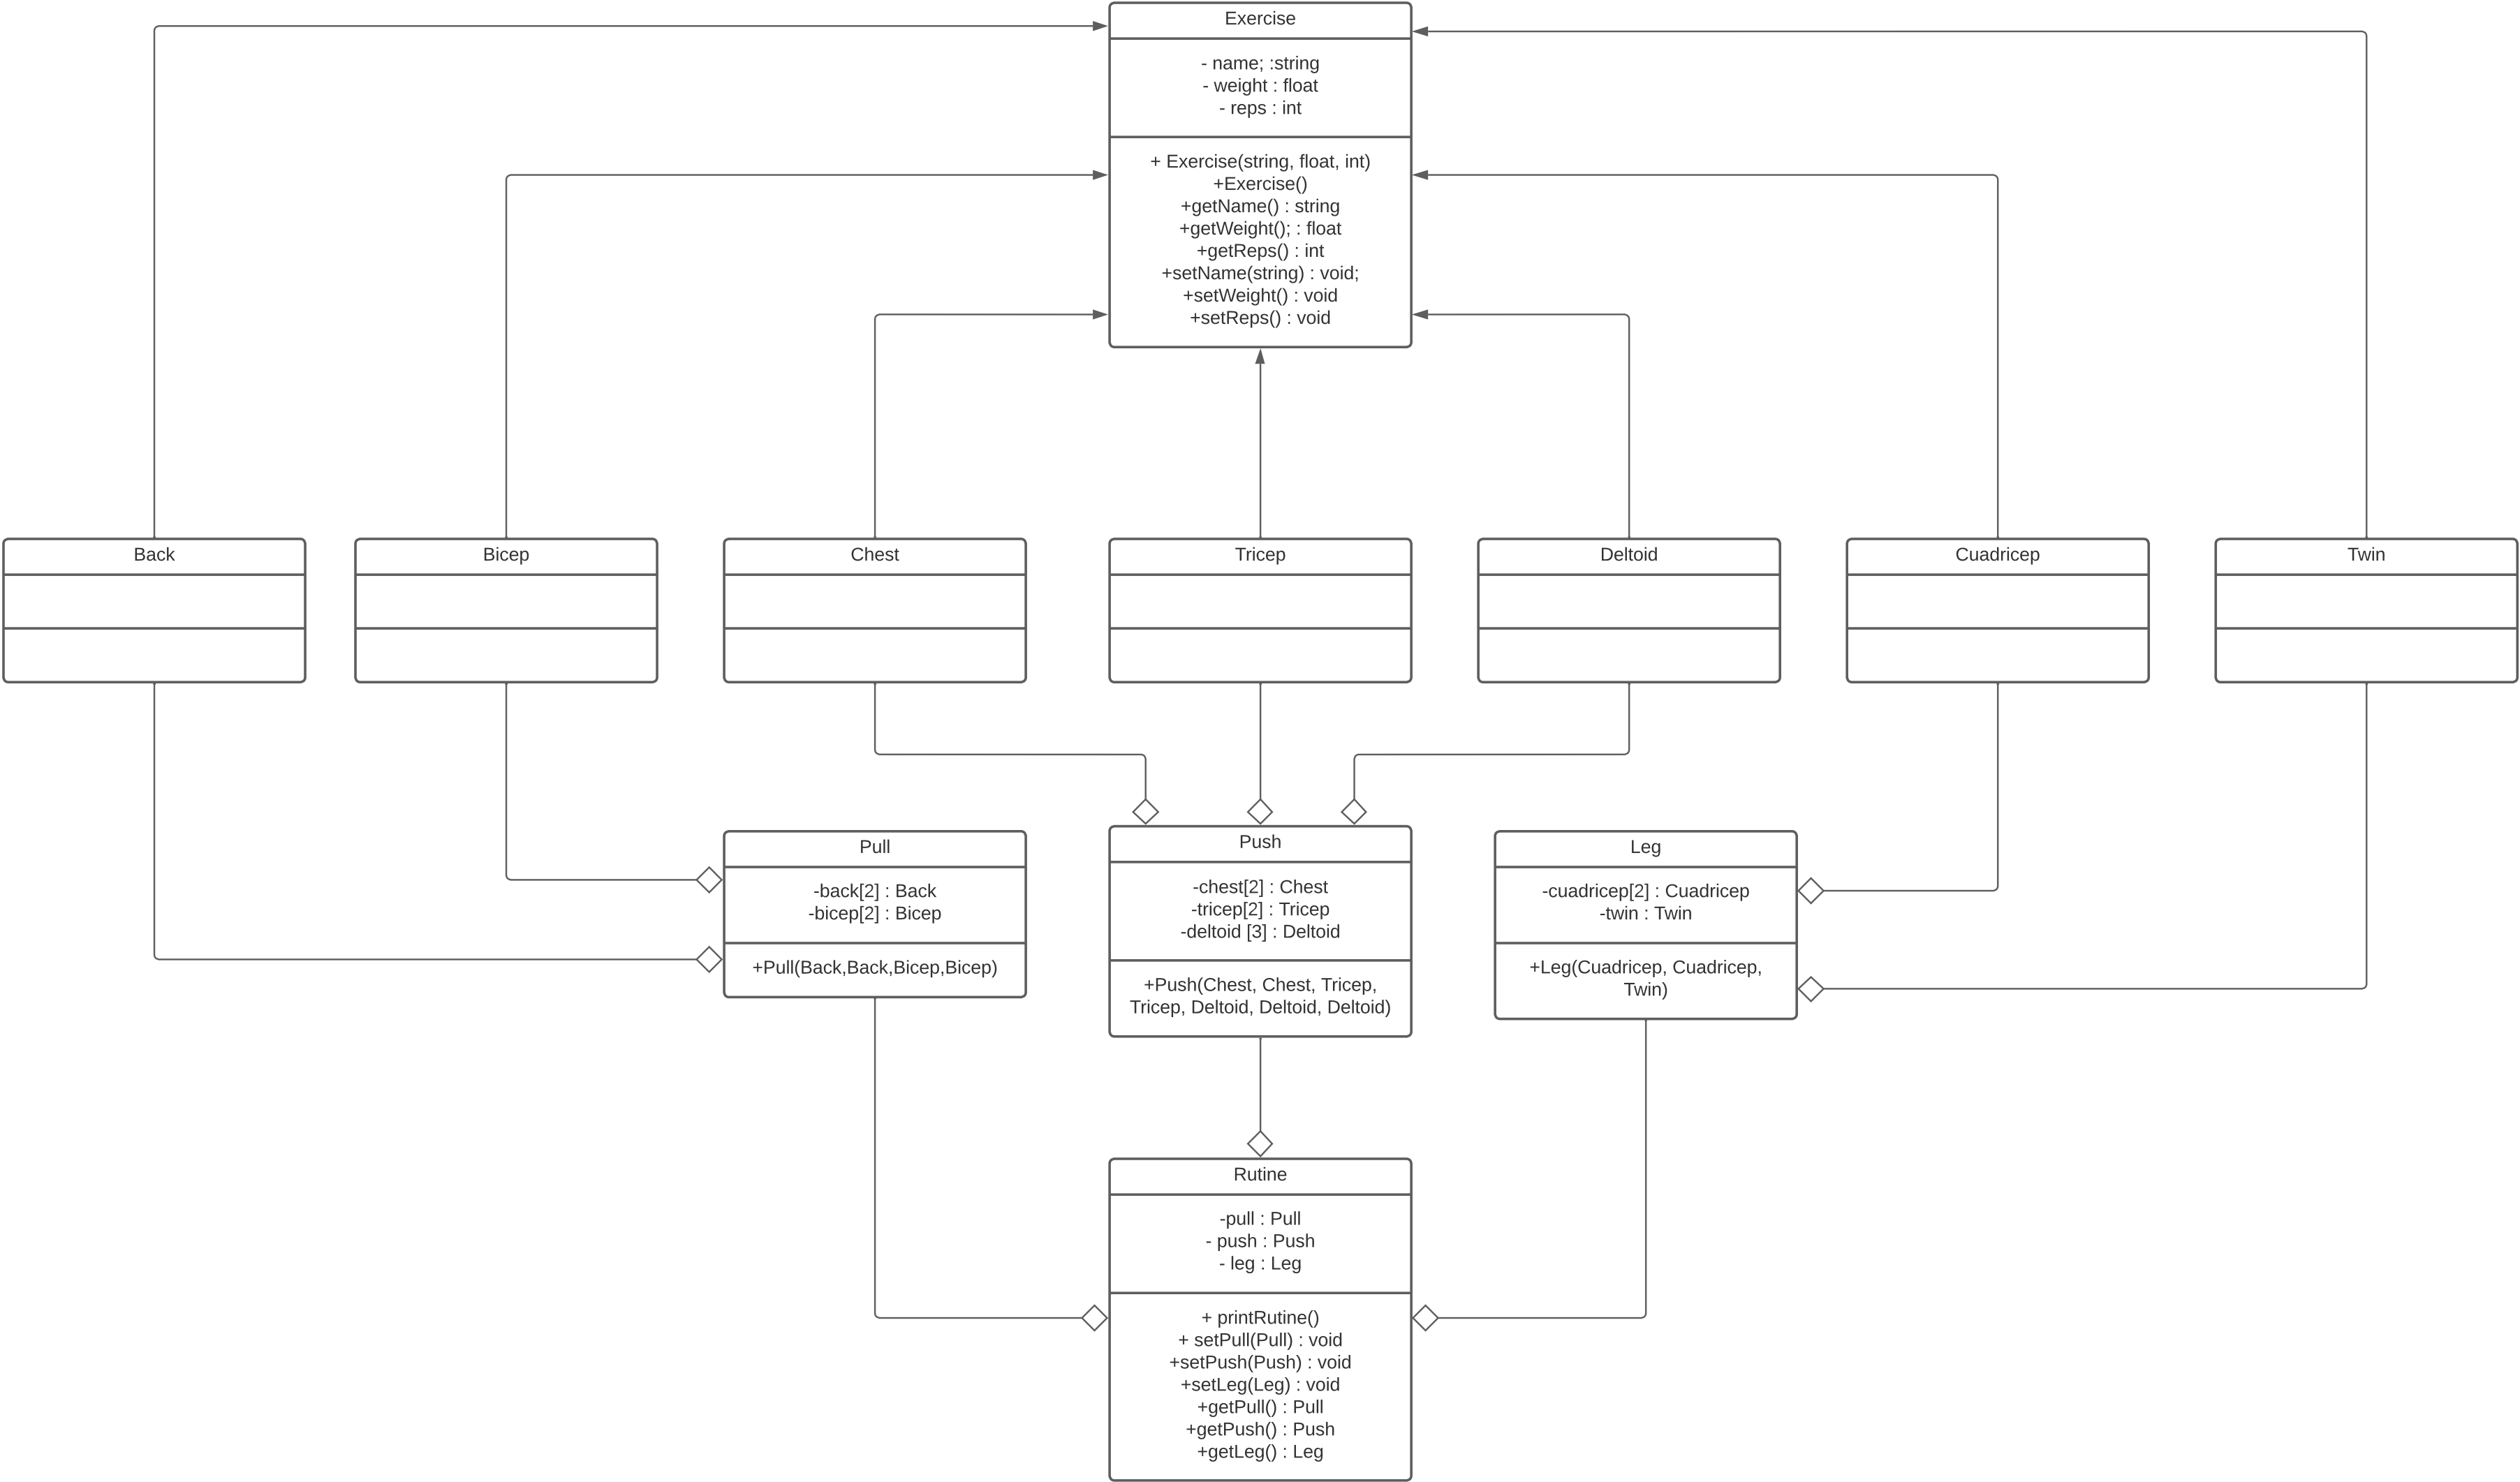 Exercise
- name; :string
- weight : float
- reps : int
+ Exercise(string, float, int)
+Exercise()
+getName() : string
+getWeight(); : float
+getReps() : int
+setName(string) : void;
+setWeight() : void
+setReps() : void
Back
Bicep
Chest
Tricep
Deltoid
Cuadricep
Twin
Pull
-back[2] : Back
-bicep[2] : Bicep
+Pull(Back,Back,Bicep,Bicep)
Push
-chest[2] : Chest
-tricep[2] : Tricep
-deltoid [3] : Deltoid
+Push(Chest, Chest, Tricep,
Tricep, Deltoid, Deltoid, Deltoid)
Leg
-cuadricep[2] : Cuadricep
-twin : Twin
+Leg(Cuadricep, Cuadricep,
Twin)
Rutine
-pull : Pull
- push : Push
- leg : Leg
+ printRutine()
+ setPull(Pull) : void
+setPush(Push) : void
+setLeg(Leg) : void
+getPull() : Pull
+getPush() : Push
+getLeg() : Leg